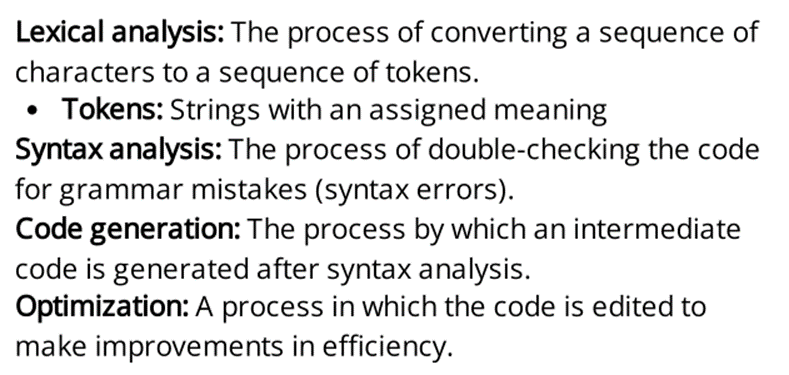 Lexical analysis: The process of converting a sequence of
characters to a sequence of tokens.
• Tokens: Strings with an assigned meaning
Syntax analysis: The process of double-checking the code
for grammar mistakes (syntax errors).
Code generation: The process by which an intermediate
code is generated after syntax analysis.
Optimization: A process in which the code is edited to
make improvements in efficiency.